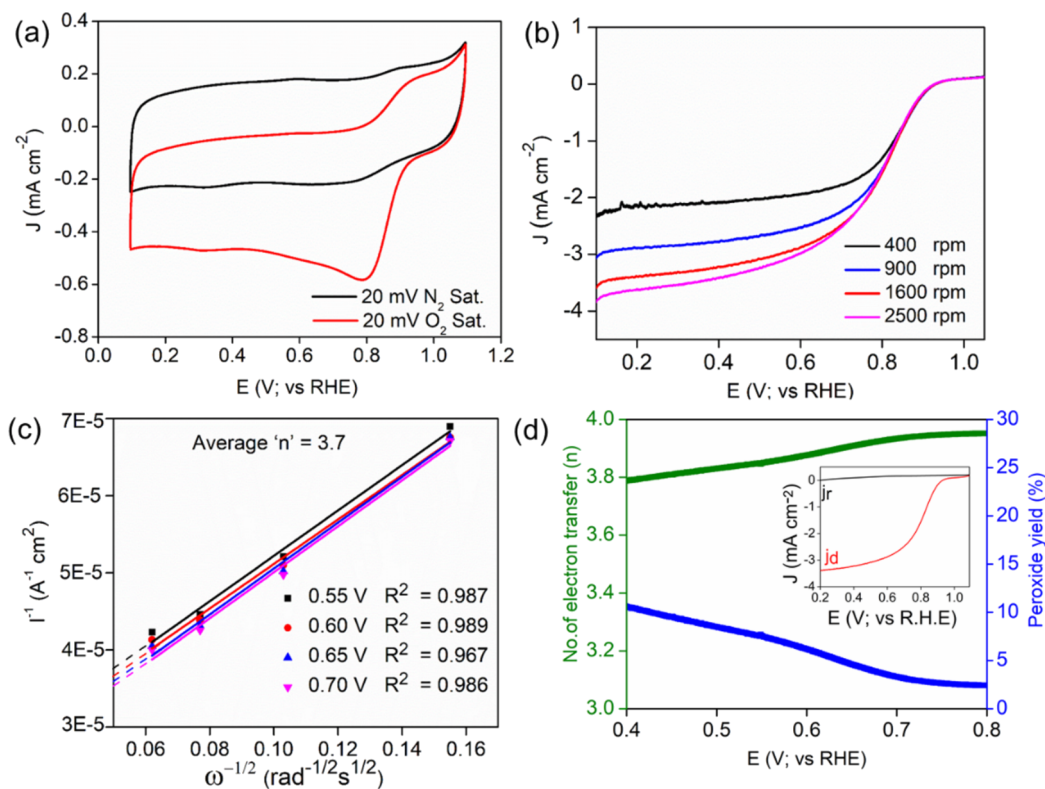 (a)
J (mA cm-2)
0.4
0.2
0.0
-0.2
-0.4
-0.6
-0.8
20 mV N2 Sat.
20 mV O2 Sat.
0.0 0.2 0.4 0.6 0.8 1.0 1.2
E (V; vs RHE)
(b)
J (mA cm-2)
1
0
-1
-2
-3
-4
400 rpm
900 rpm
1600 rpm
2500 rpm
0.2 0.4 0.6 0.8 1.0
E (V; vs RHE)
(c)
I-1 (A-1 cm2)
7E-5
6E-5
5E-5
4E-5
3E-5
Average ‘n’ = 3.7
0.55 V R2 = 0.987
0.60 V R2 = 0.989
0.65 V R2 = 0.967
0.70 V R2 = 0.986
0.06 0.08 0.10 0.12 0.14 0.16
ω−1/2 (rad-1/2s1/2)
(d)
No.of electron transfer (n)
4.0
3.8
3.6
3.4
3.2
3.0
jr
jd
J (mA cm-2)
0
-1
-2
-3
-4
0.2 0.4 0.6 0.8 1.0
E (V; vs R.H.E)
30
25
20
15
10
5
0
Peroxide yield (%)
0.4 0.5 0.6 0.7 0.8
E (V; vs RHE)